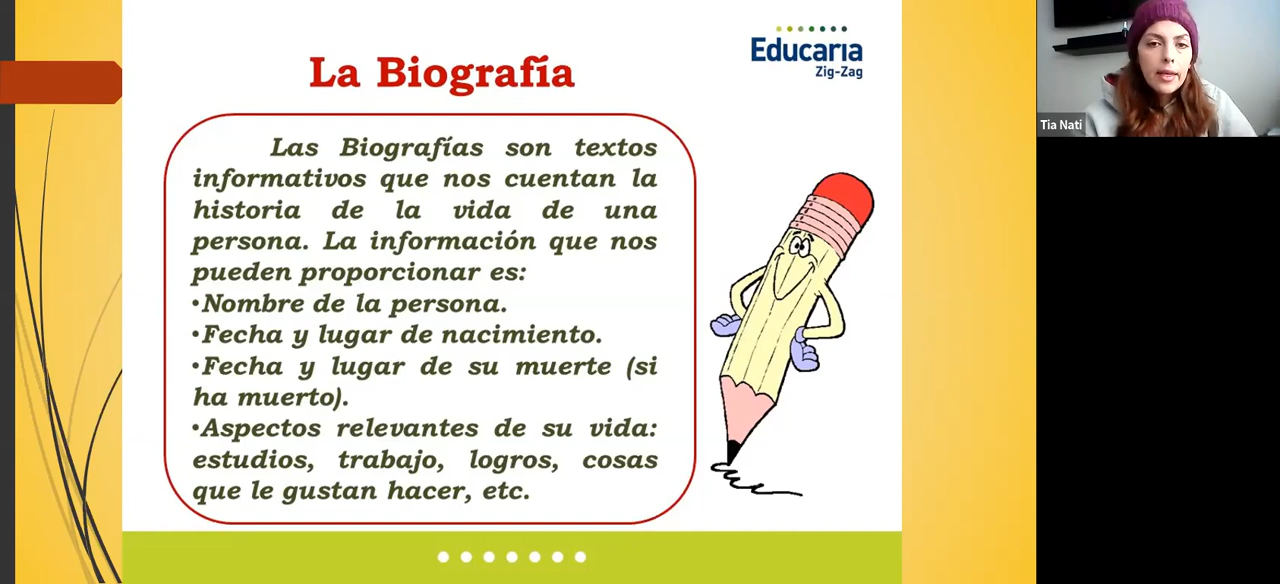 La Biografía
Educaria
Zig-Zag
Las Biografías son textos
informativos que nos cuentan la
historia de la vida de una
persona. La información que nos
pueden proporcionar es:
•Nombre de la persona.
•Fecha y lugar de nacimiento.
•Fecha y lugar de su muerte (si
ha muerto).
•Aspectos relevantes de su vida:
estudios, trabajo, logros, cosas
que le gustan hacer, etc.
Tia Nati